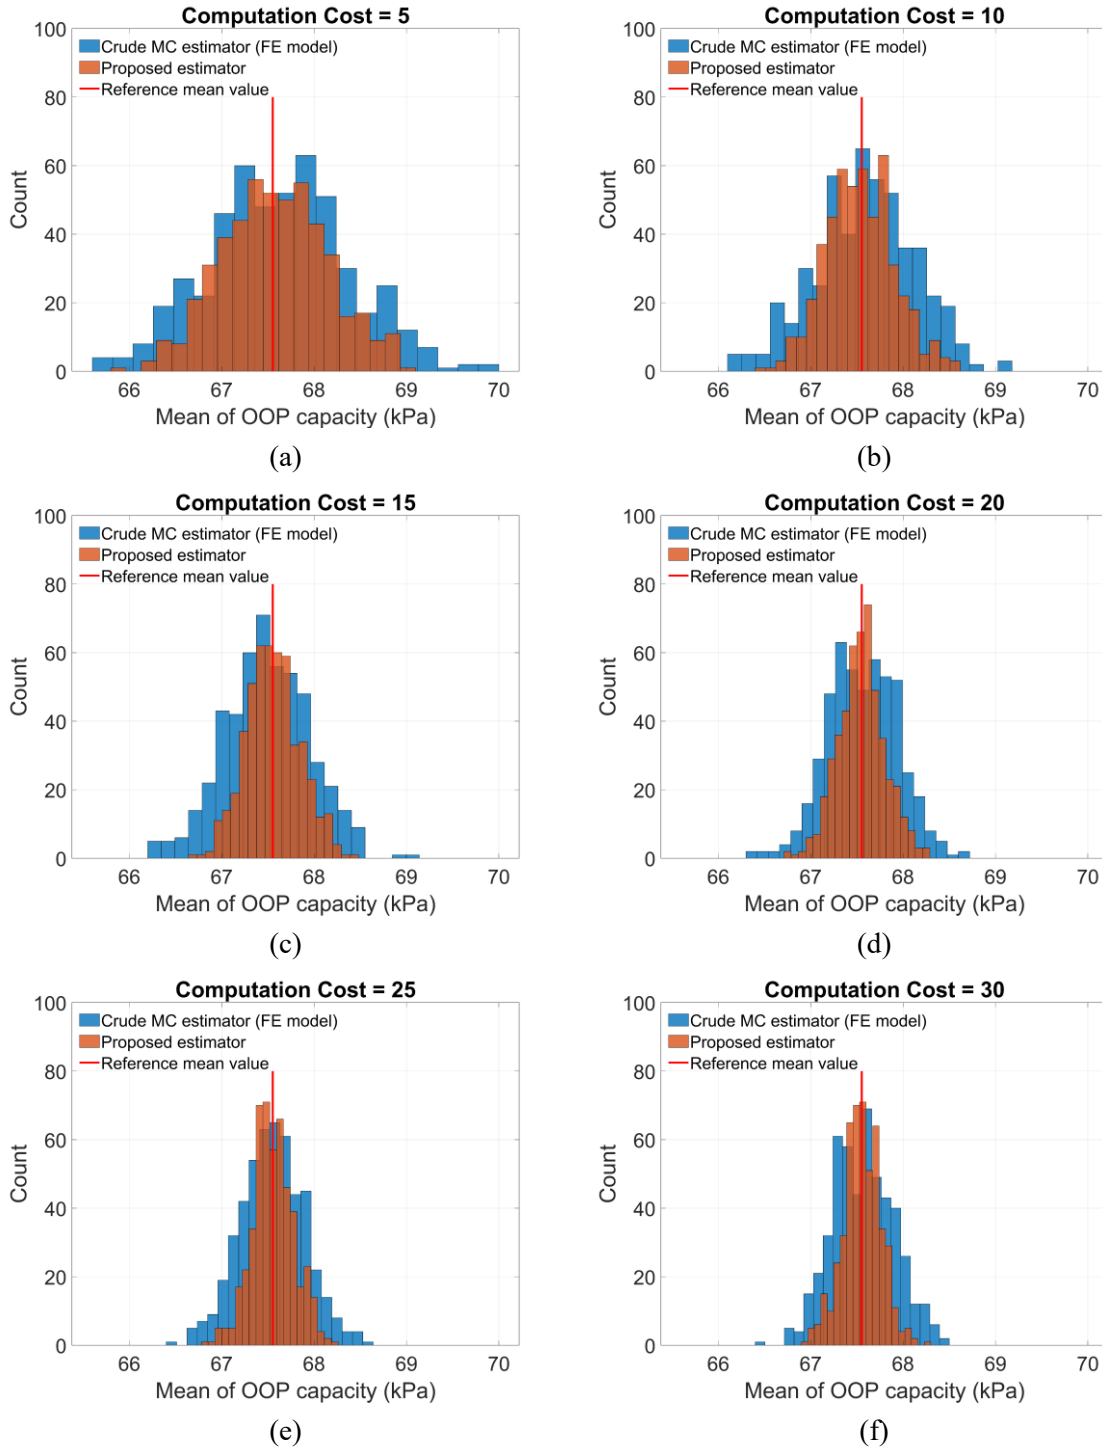 Computation Cost = 5
100
80
60
40
20
0
Count
Crude MC estimator (FE model)
Proposed estimator
Reference mean value
66 67 68 69 70
Mean of OOP capacity (kPa)
(a)
Computation Cost = 10
100
80
60
40
20
0
Count
Crude MC estimator (FE model)
Proposed estimator
Reference mean value
66 67 68 69 70
Mean of OOP capacity (kPa)
(b)
Computation Cost = 15
100
80
60
40
20
0
Count
Crude MC estimator (FE model)
Proposed estimator
Reference mean value
66 67 68 69 70
Mean of OOP capacity (kPa)
(c)
Computation Cost = 20
100
80
60
40
20
0
Count
Crude MC estimator (FE model)
Proposed estimator
Reference mean value
66 67 68 69 70
Mean of OOP capacity (kPa)
(d)
Computation Cost = 25
100
80
60
40
20
0
Count
Crude MC estimator (FE model)
Proposed estimator
Reference mean value
66 67 68 69 70
Mean of OOP capacity (kPa)
(e)
Computation Cost = 30
100
80
60
40
20
0
Count
Crude MC estimator (FE model)
Proposed estimator
Reference mean value
66 67 68 69 70
Mean of OOP capacity (kPa)
(f)